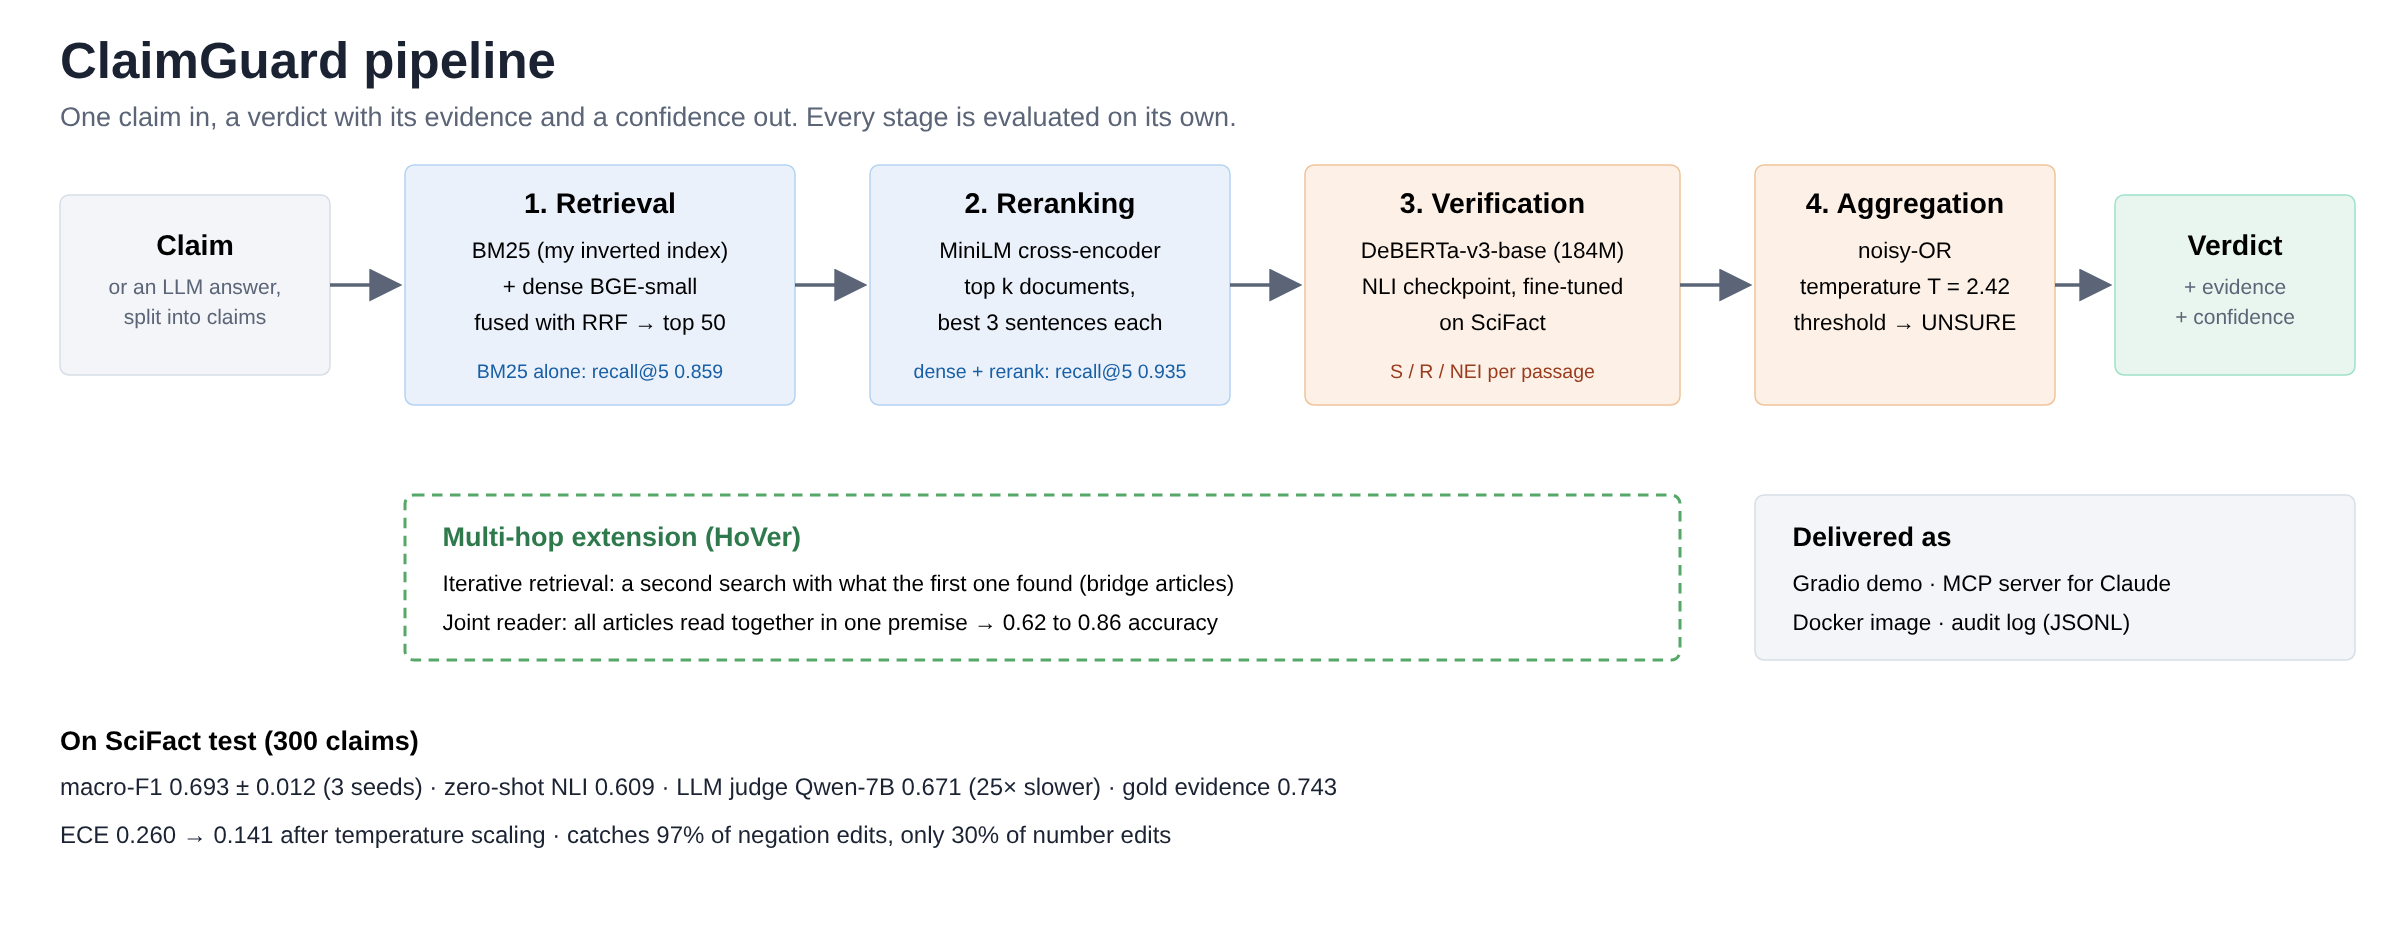 ClaimGuard pipeline
One claim in, a verdict with its evidence and a confidence out. Every stage is evaluated on its own.
Claim
or an LLM answer,
split into claims
1. Retrieval
BM25 (my inverted index)
+ dense BGE-small
fused with RRF → top 50
BM25 alone: recall@5 0.859
2. Reranking
MiniLM cross-encoder
top k documents,
best 3 sentences each
dense + rerank: recall@5 0.935
3. Verification
DeBERTa-v3-base (184M)
NLI checkpoint, fine-tuned
on SciFact
S / R / NEI per passage
4. Aggregation
noisy-OR
temperature T = 2.42
threshold → UNSURE
Verdict
+ evidence
+ confidence
Multi-hop extension (HoVer)
Iterative retrieval: a second search with what the first one found (bridge articles)
Joint reader: all articles read together in one premise → 0.62 to 0.86 accuracy
Delivered as
Gradio demo · MCP server for Claude
Docker image · audit log (JSONL)
On SciFact test (300 claims)
macro-F1 0.693 ± 0.012 (3 seeds) · zero-shot NLI 0.609 · LLM judge Qwen-7B 0.671 (25× slower) · gold evidence 0.743
ECE 0.260 → 0.141 after temperature scaling · catches 97% of negation edits, only 30% of number edits